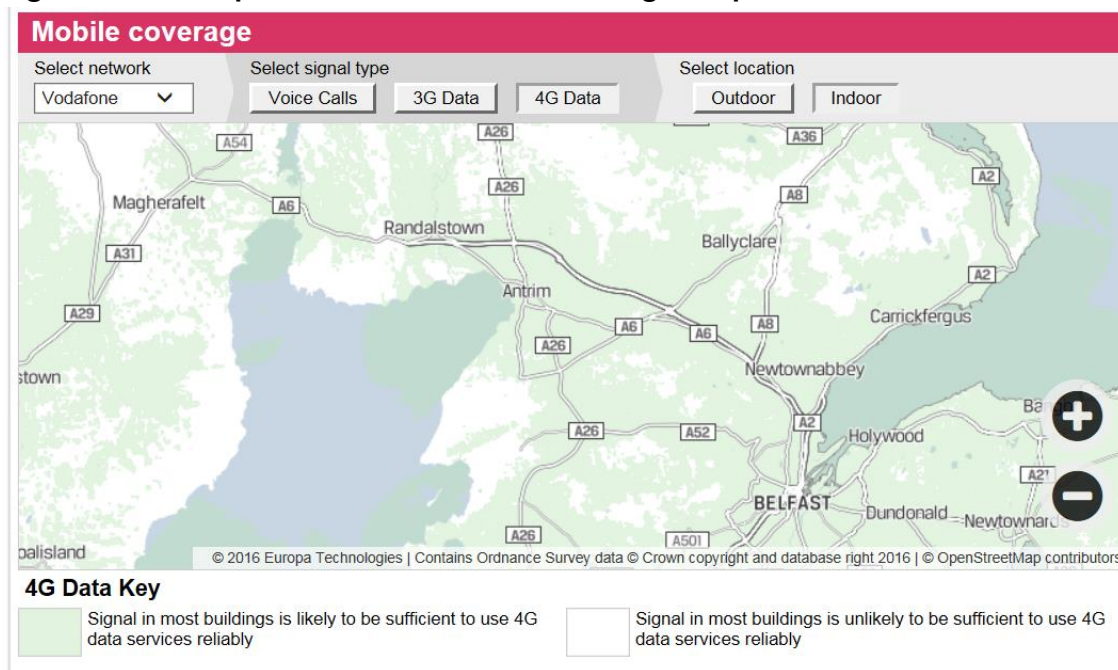 Mobile coverage
Select network
Select signal type
Select location
Vodafone
Voice Calls
3G Data
4G Data
Outdoor
Indoor
A26
A36
A54
A2
A26
A8
Magherafelt
A6
Randalstown
Ballyclare
A31
A2
Antrim
A29
Carrickfergus
A6
A6
A8
A26
Newtownabbey
stown
A2
A26
A52
Holywood
A21
BELFAST
Dundonald
A26
A501
palisland
© 2016 Europa Technologies | Contains Ordnance Survey data © Crown copyright and database right 2016 | © OpenStreetMap contributors
4G Data Key
Signal in most buildings is likely to be sufficient to use 4G
data services reliably
Signal in most buildings is unlikely to be sufficient to use 4G
data services reliably